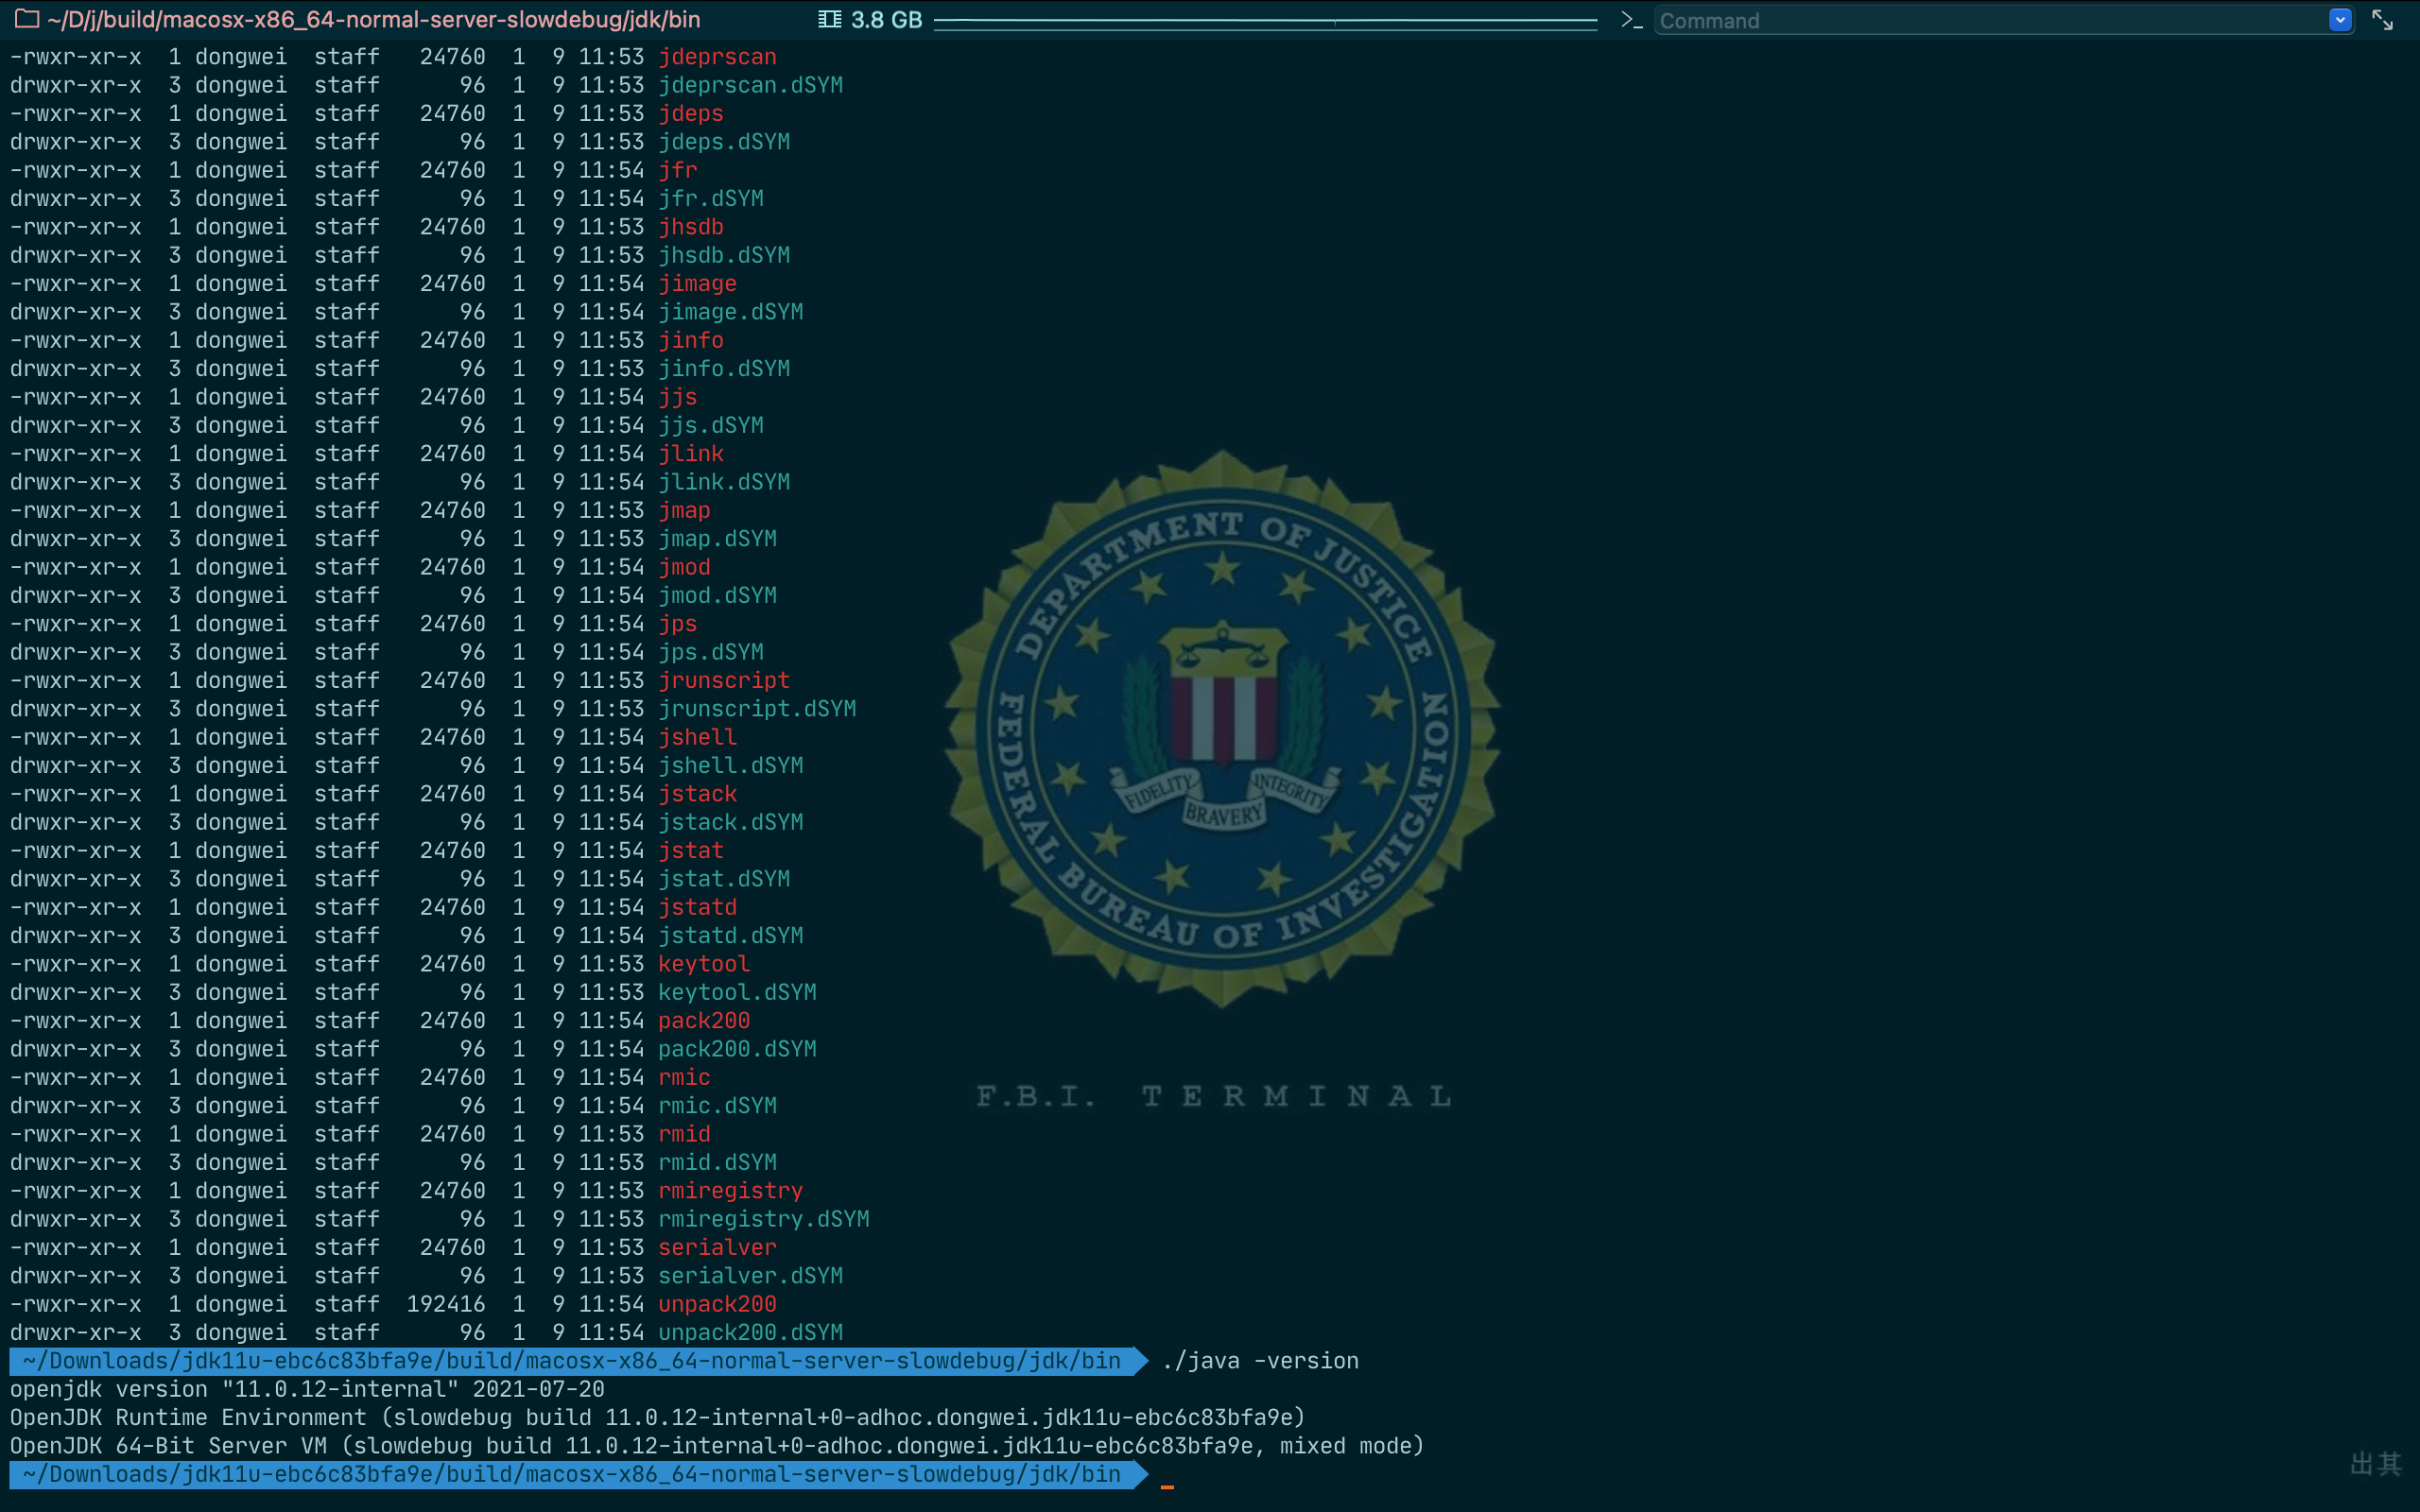 ~/D/j/build/macosx-x86_64-normal-server-slowdebug/jdk/bin 3.8 GB Command
-rwxr-xr-x 1 dongwei staff 24760 1 9 11:53 jdeprscan
drwxr-xr-x 3 dongwei staff 96 1 9 11:53 jdeprscan.dSYM
-rwxr-xr-x 1 dongwei staff 24760 1 9 11:53 jdeps
drwxr-xr-x 3 dongwei staff 96 1 9 11:53 jdeps.dSYM
-rwxr-xr-x 1 dongwei staff 24760 1 9 11:54 jfr
drwxr-xr-x 3 dongwei staff 96 1 9 11:54 jfr.dSYM
-rwxr-xr-x 1 dongwei staff 24760 1 9 11:53 jhsdb
drwxr-xr-x 3 dongwei staff 96 1 9 11:53 jhsdb.dSYM
-rwxr-xr-x 1 dongwei staff 24760 1 9 11:54 jimage
drwxr-xr-x 3 dongwei staff 96 1 9 11:54 jimage.dSYM
-rwxr-xr-x 1 dongwei staff 24760 1 9 11:53 jinfo
drwxr-xr-x 3 dongwei staff 96 1 9 11:53 jinfo.dSYM
-rwxr-xr-x 1 dongwei staff 24760 1 9 11:54 jjs
drwxr-xr-x 3 dongwei staff 96 1 9 11:54 jjs.dSYM
-rwxr-xr-x 1 dongwei staff 24760 1 9 11:54 jlink
drwxr-xr-x 3 dongwei staff 96 1 9 11:54 jlink.dSYM
-rwxr-xr-x 1 dongwei staff 24760 1 9 11:53 jmap
drwxr-xr-x 3 dongwei staff 96 1 9 11:53 jmap.dSYM
-rwxr-xr-x 1 dongwei staff 24760 1 9 11:54 jmod
drwxr-xr-x 3 dongwei staff 96 1 9 11:54 jmod.dSYM
-rwxr-xr-x 1 dongwei staff 24760 1 9 11:54 jps
drwxr-xr-x 3 dongwei staff 96 1 9 11:54 jps.dSYM
-rwxr-xr-x 1 dongwei staff 24760 1 9 11:53 jrunscript
drwxr-xr-x 3 dongwei staff 96 1 9 11:53 jrunscript.dSYM
-rwxr-xr-x 1 dongwei staff 24760 1 9 11:54 jshell
drwxr-xr-x 3 dongwei staff 96 1 9 11:54 jshell.dSYM
-rwxr-xr-x 1 dongwei staff 24760 1 9 11:54 jstack
drwxr-xr-x 3 dongwei staff 96 1 9 11:54 jstack.dSYM
-rwxr-xr-x 1 dongwei staff 24760 1 9 11:54 jstat
drwxr-xr-x 3 dongwei staff 96 1 9 11:54 jstat.dSYM
-rwxr-xr-x 1 dongwei staff 24760 1 9 11:54 jstatd
drwxr-xr-x 3 dongwei staff 96 1 9 11:54 jstatd.dSYM
-rwxr-xr-x 1 dongwei staff 24760 1 9 11:53 keytool
drwxr-xr-x 3 dongwei staff 96 1 9 11:53 keytool.dSYM
-rwxr-xr-x 1 dongwei staff 24760 1 9 11:54 pack200
drwxr-xr-x 3 dongwei staff 96 1 9 11:54 pack200.dSYM
-rwxr-xr-x 1 dongwei staff 24760 1 9 11:54 rmic
drwxr-xr-x 3 dongwei staff 96 1 9 11:54 rmic.dSYM
-rwxr-xr-x 1 dongwei staff 24760 1 9 11:53 rmid
drwxr-xr-x 3 dongwei staff 96 1 9 11:53 rmid.dSYM
-rwxr-xr-x 1 dongwei staff 24760 1 9 11:53 rmiregistry
drwxr-xr-x 3 dongwei staff 96 1 9 11:53 rmiregistry.dSYM
-rwxr-xr-x 1 dongwei staff 24760 1 9 11:53 serialver
drwxr-xr-x 3 dongwei staff 96 1 9 11:53 serialver.dSYM
-rwxr-xr-x 1 dongwei staff 192416 1 9 11:54 unpack200
drwxr-xr-x 3 dongwei staff 96 1 9 11:54 unpack200.dSYM
~/Downloads/jdk11u-ebc6c83bfa9e/build/macosx-x86_64-normal-server-slowdebug/jdk/bin ./java -version
openjdk version "11.0.12-internal" 2021-07-20
OpenJDK Runtime Environment (slowdebug build 11.0.12-internal+0-adhoc.dongwei.jdk11u-ebc6c83bfa9e)
OpenJDK 64-Bit Server VM (slowdebug build 11.0.12-internal+0-adhoc.dongwei.jdk11u-ebc6c83bfa9e, mixed mode)
~/Downloads/jdk11u-ebc6c83bfa9e/build/macosx-x86_64-normal-server-slowdebug/jdk/bin
DEPARTMENT OF JUSTICE
FEDERAL BUREAU OF INVESTIGATION
FIDELITY
BRAVERY
INTEGRITY
F.B.I. TERMINAL
出其